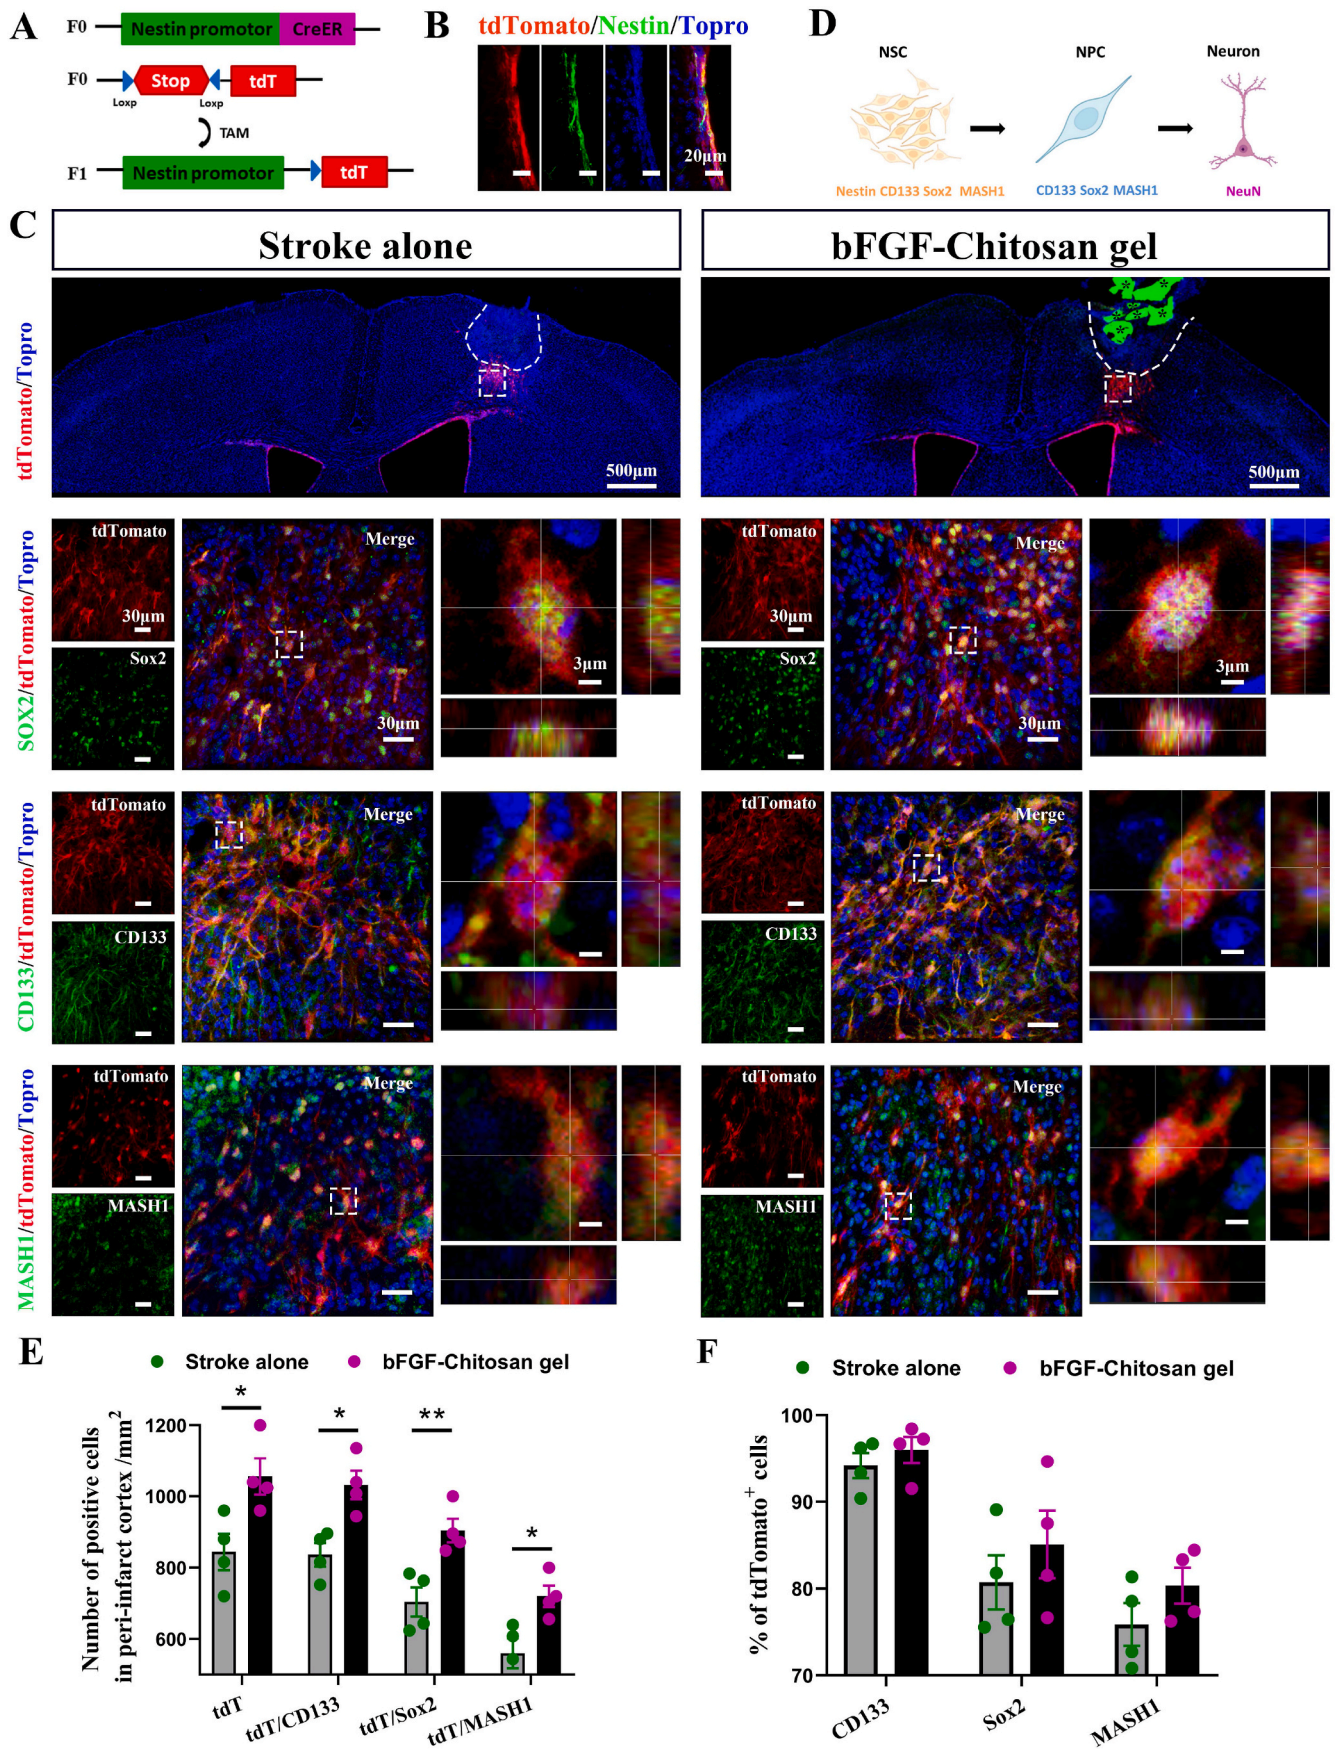 A
F0
Nestin promotor
CreER
F0
Stop
tdT
Loxp
Loxp
TAM
F1
Nestin promotor
tdT
B
tdTomato/Nestin/Topro
20μm
D
NSC
NPC
Neuron
Nestin CD133 Sox2 MASH1
CD133 Sox2 MASH1
NeuN
C
Stroke alone
bFGF-Chitosan gel
tdTomato/Topro
500μm
* * * * * *
500μm
SOX2/tdTomato/Topro
tdTomato
30μm
Sox2
Merge
30μm
3μm
tdTomato
30μm
Sox2
Merge
30μm
3μm
CD133/tdTomato/Topro
tdTomato
CD133
Merge
tdTomato
CD133
Merge
MASH1/tdTomato/Topro
tdTomato
MASH1
Merge
tdTomato
MASH1
Merge
E
Stroke alone
bFGF-Chitosan gel
Number of positive cells
in peri-infarct cortex /mm²
1200
1000
800
600
*
*
**
*
tdT
tdT/CD133
tdT/Sox2
tdT/MASH1
F
Stroke alone
bFGF-Chitosan gel
% of tdTomato⁺ cells
100
90
80
70
CD133
Sox2
MASH1